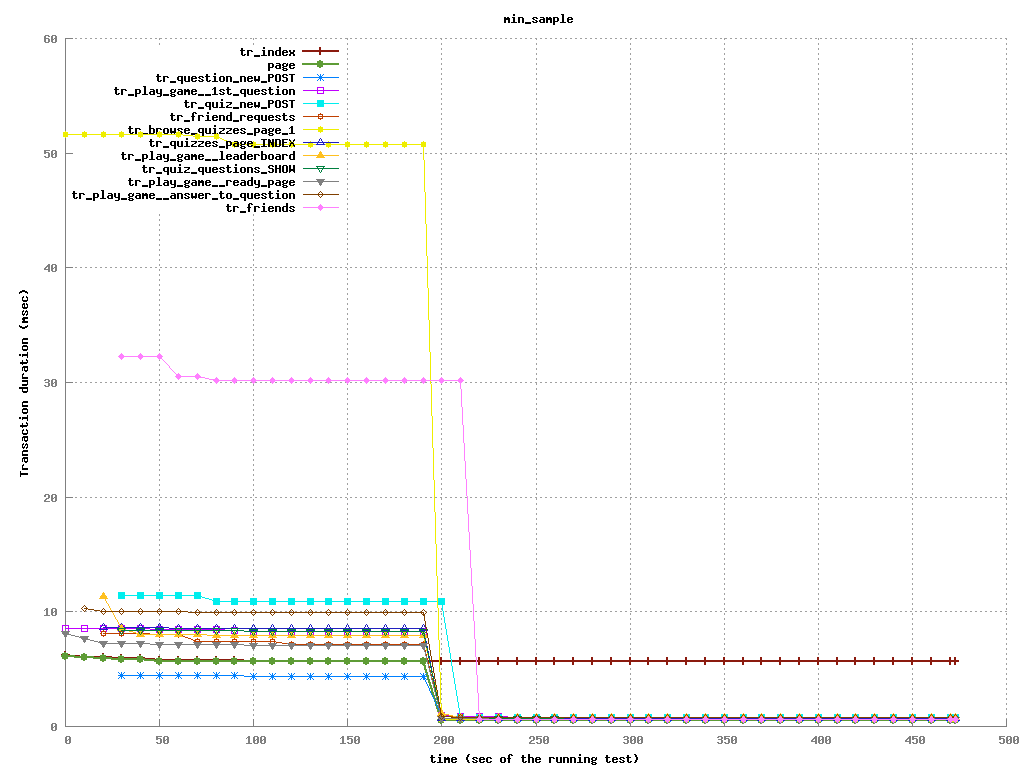 min_sample
60
50
40
30
20
10
0
Transaction duration (msec)
tr_index
page
tr_question_new_POST
tr_play_game__1st_question
tr_quiz_new_POST
tr_friend_requests
tr_browse_quizzes_page_1
tr_quizzes_page_INDEX
tr_play_game__leaderboard
tr_quiz_questions_SHOW
tr_play_game__ready_page
tr_play_game__answer_to_question
tr_friends
0 50 100 150 200 250 300 350 400 450 500
time (sec of the running test)